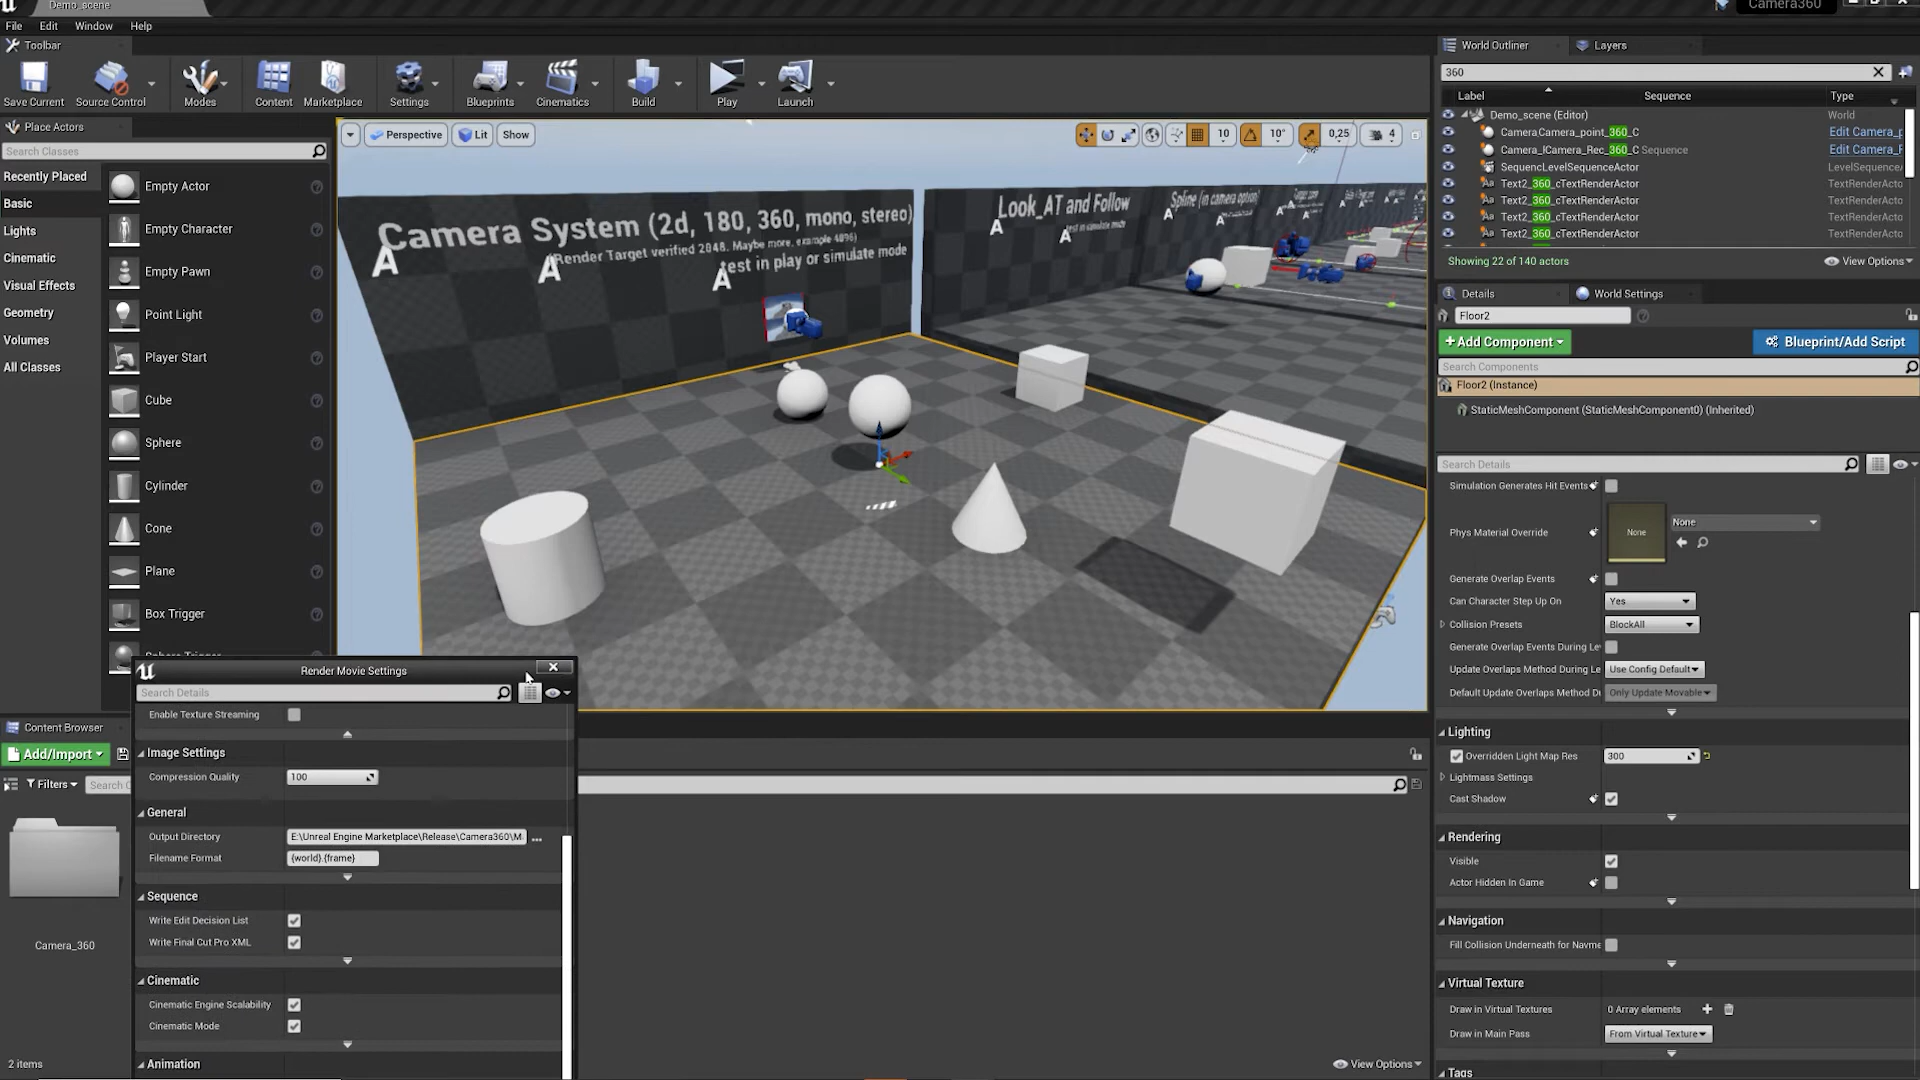 Demo_scene
Camera360
File Edit Window Help
Toolbar
Save Current
Source Control
Modes
Content
Marketplace
Settings
Blueprints
Cinematics
Build
Play
Launch
Place Actors
Search Classes
Recently Placed
Basic
Lights
Cinematic
Visual Effects
Geometry
Volumes
All Classes
Empty Actor
Empty Character
Empty Pawn
Point Light
Player Start
Cube
Sphere
Cylinder
Cone
Plane
Box Trigger
Sphere Trigger
Perspective
Lit
Show
10
10°
0,25
4
Camera System (2d, 180, 360, mono, stereo)
(Render Target verified 2048. Maybe more, example 4096)
test in play or simulate mode
Look_AT and Follow
test in simulate mode
Spline (in camera option)
A
A
A
A
A
World Outliner
Layers
360
Label
Sequence
Type
Demo_scene (Editor)
World
Camera,Camera_point_360_C
Edit Camera_p
Camera_lCamera_Rec_360_C Sequence
Edit Camera_F
SequencLevelSequenceActor
LevelSequence
Text2_360_cTextRenderActor
TextRenderActo
Text2_360_cTextRenderActor
TextRenderActo
Text2_360_cTextRenderActor
TextRenderActo
Text2_360_cTextRenderActor
TextRenderActo
Showing 22 of 140 actors
View Options
Details
World Settings
Floor2
+Add Component
Blueprint/Add Script
Search Components
Floor2 (Instance)
StaticMeshComponent (StaticMeshComponent0) (Inherited)
Search Details
Simulation Generates Hit Events
Phys Material Override
None
None
Generate Overlap Events
Can Character Step Up On
Yes
Collision Presets
BlockAll
Generate Overlap Events During Le
Update Overlaps Method During Le
Use Config Default
Default Update Overlaps Method Du
Only Update Movable
Lighting
Overridden Light Map Res
300
Lightmass Settings
Cast Shadow
Rendering
Visible
Actor Hidden In Game
Navigation
Fill Collision Underneath for Navme
Virtual Texture
Draw in Virtual Textures
0 Array elements
Draw in Main Pass
From Virtual Texture
Tags
Content Browser
Add/Import
Filters
Search C
Camera_360
2 items
Render Movie Settings
Search Details
Enable Texture Streaming
Image Settings
Compression Quality
100
General
Output Directory
E:\Unreal Engine Marketplace\Release\Camera360\M
...
Filename Format
{world}.{frame}
Sequence
Write Edit Decision List
Write Final Cut Pro XML
Cinematic
Cinematic Engine Scalability
Cinematic Mode
Animation
View Options